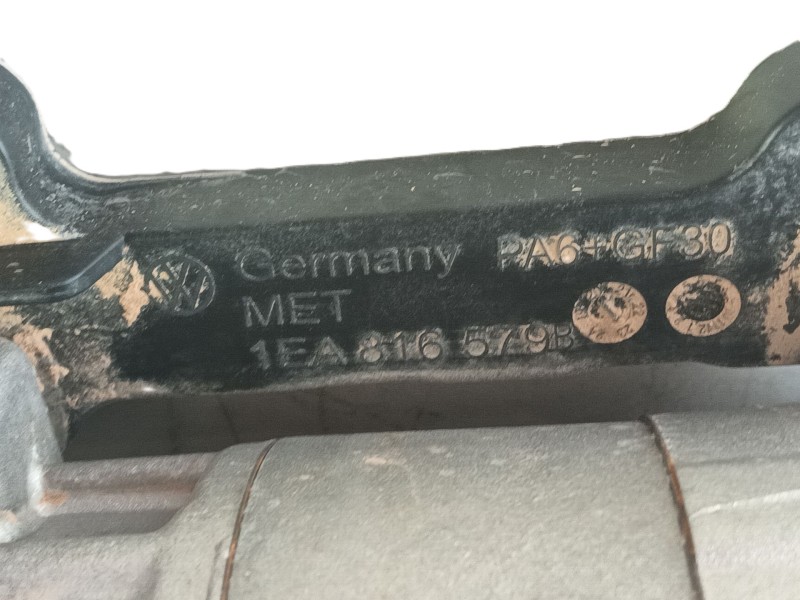 Germany PA6+GF30
MET
1EA 816 579B